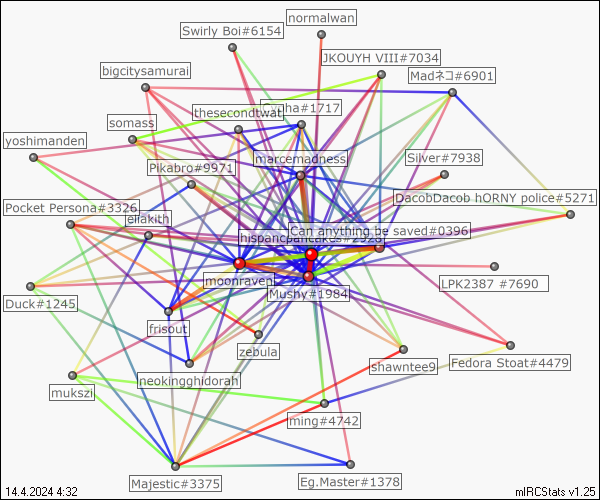 normalwan
Swirly Boi#6154
JKOUYH VIII#7034
bigcitysamurai
Madネコ#6901
thesecondtwat
ha#1717
somass
yoshimanden
marcemadness
Silver#7938
Pikabro#9971
DacobDacob hORNY police#5271
Pocket Persona#3326
eliakith
Can anything be saved#0396
hispancpancakes#2928
moonraven
LPK2387 #7690
Mushy#1984
Duck#1245
frisout
zebula
shawntee9
Fedora Stoat#4479
neokingghidorah
mukszi
ming#4742
Majestic#3375
Eg.Master#1378
14.4.2024 4:32
mIRCStats v1.25